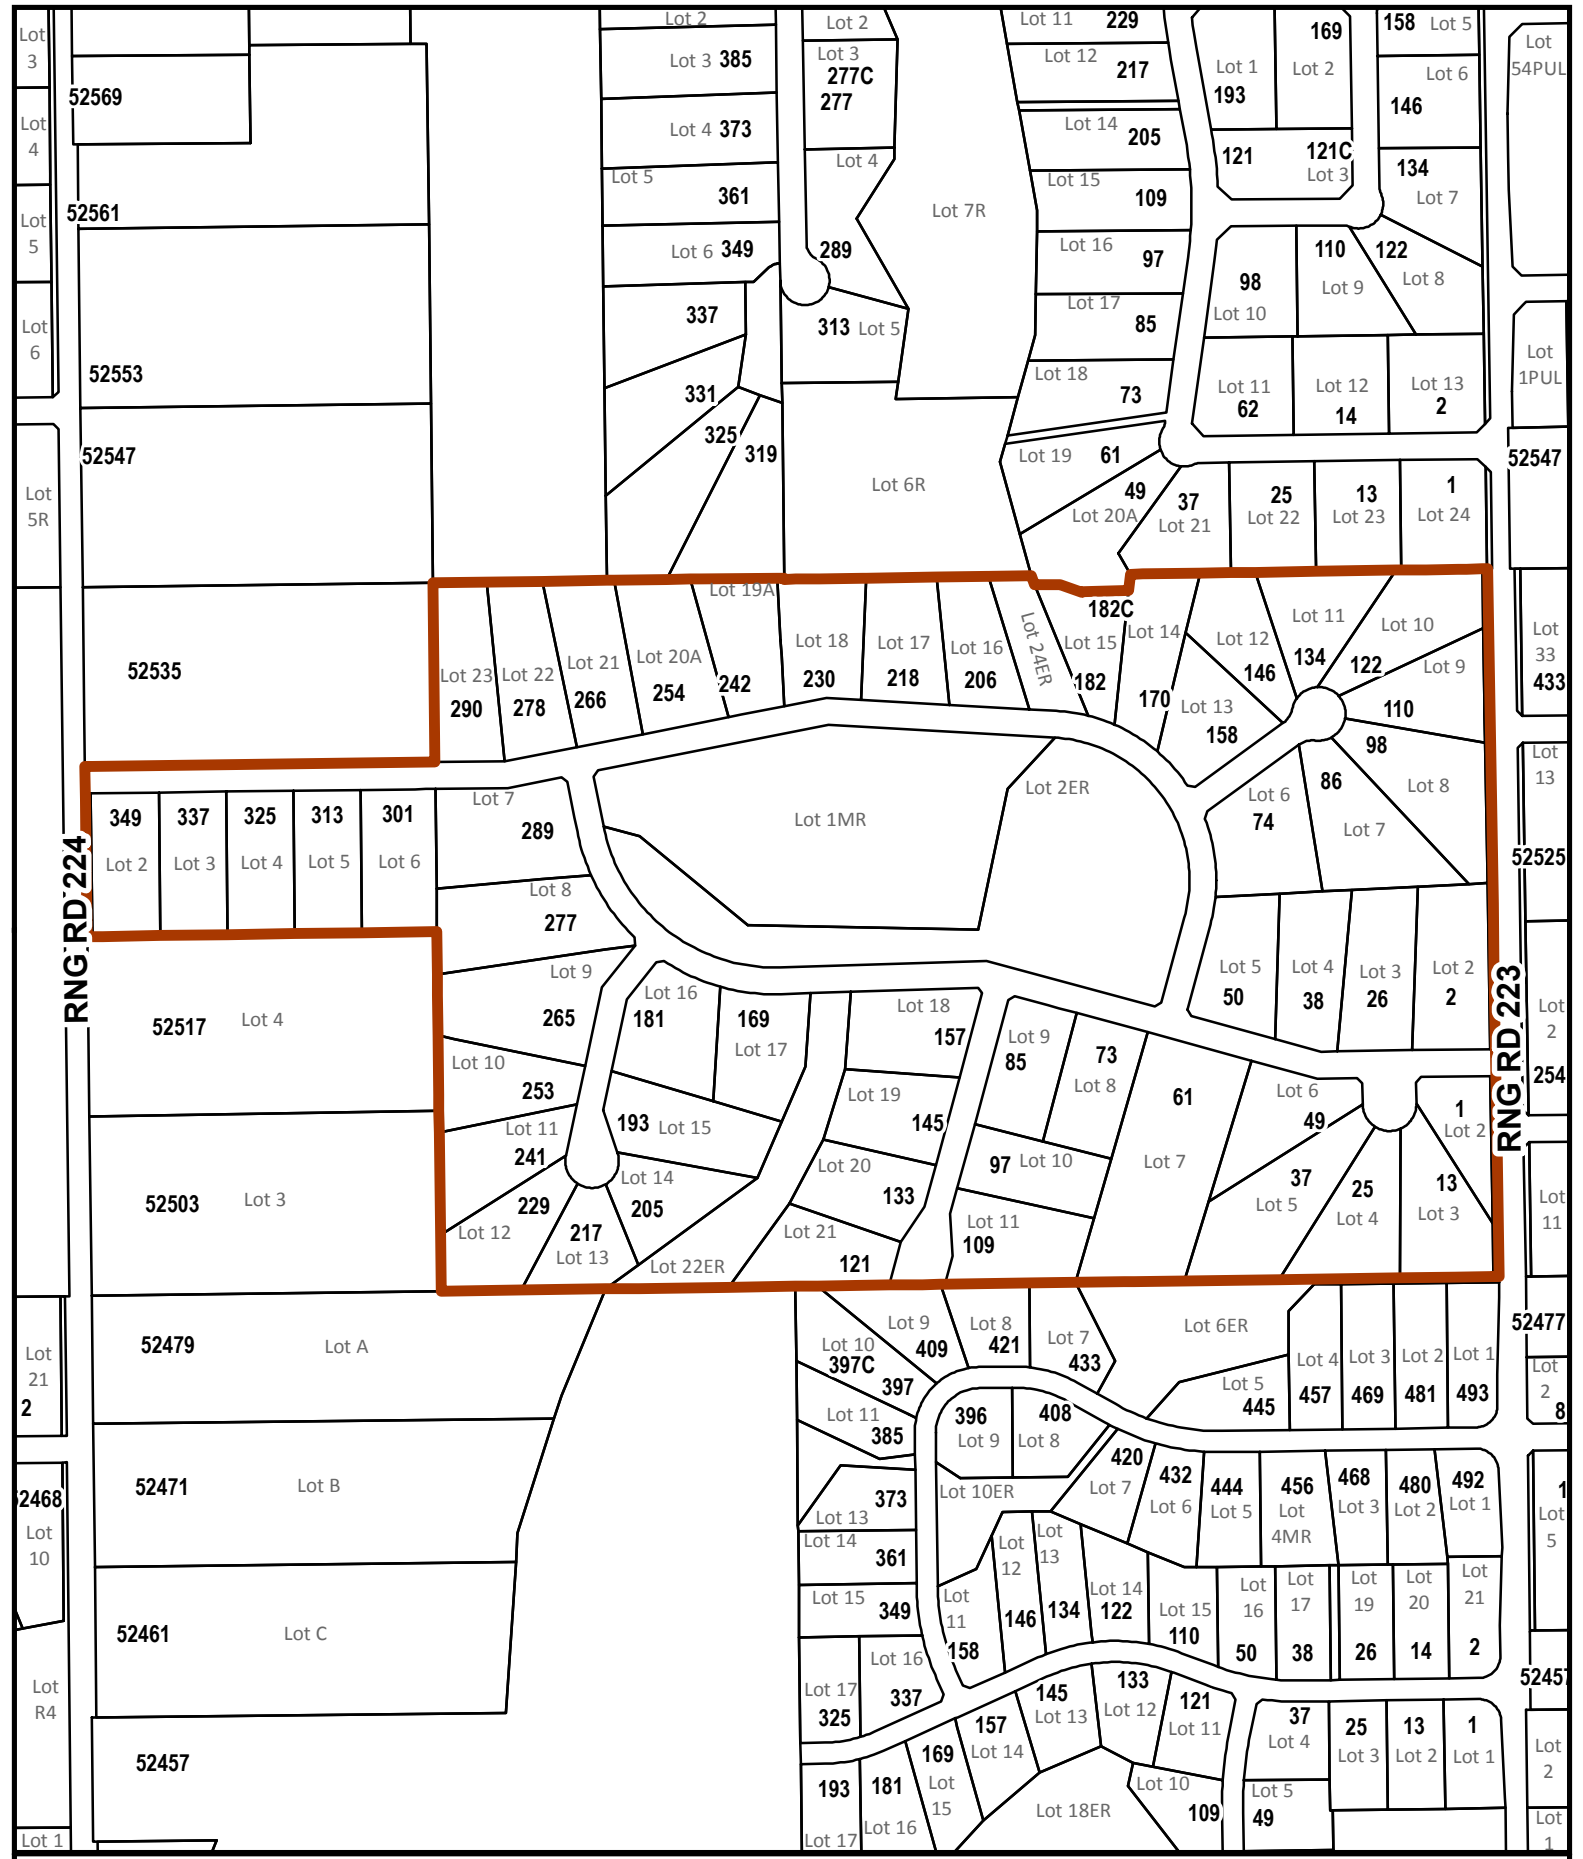 Lot 3
52569
Lot 4
52561
Lot 5
Lot 6
52553
52547
Lot 5R
52535
Lot 2
Lot 3 385
Lot 4 373
Lot 5
361
Lot 6 349
337
331
325
319
Lot 2
Lot 3
277C
277
Lot 4
289
313 Lot 5
Lot 7R
Lot 6R
Lot 11 229
Lot 12
217
Lot 14
205
Lot 15
109
Lot 16
97
Lot 17
85
Lot 18
73
Lot 19 61
49
Lot 20A
37
Lot 21
25
Lot 22
13
Lot 23
1
Lot 24
Lot 1
193
169
Lot 2
121
121C
Lot 3
158 Lot 5
Lot 6
146
134
Lot 7
122
Lot 8
110
Lot 9
98
Lot 10
Lot 11
62
Lot 12
14
Lot 13
2
Lot
54PUL
Lot
1PUL
52547
Lot
33
433
Lot
13
52525
Lot
2
254
Lot
11
52477
Lot
2
8
Lot 23
290
Lot 22
278
Lot 21
266
Lot 20A
254
Lot 19A
242
Lot 18
230
Lot 17
218
Lot 16
206
Lot 24ER
182C
Lot 15
182
Lot 14
170
Lot 13
158
Lot 12
146
Lot 11
134
Lot 10
122
Lot 9
110
98
Lot 8
86
Lot 7
Lot 6
74
Lot 5
50
Lot 4
38
Lot 3
26
Lot 2
2
RNG RD 224
RNG RD 223
349
Lot 2
337
Lot 3
325
Lot 4
313
Lot 5
301
Lot 6
Lot 7
289
Lot 8
277
Lot 9
265
Lot 10
253
Lot 11
241
229
Lot 12
217
Lot 13
Lot 14
205
193 Lot 15
Lot 16
181
169
Lot 17
Lot 1MR
Lot 2ER
Lot 18
157
Lot 19
145
Lot 20
133
Lot 21
121
Lot 22ER
Lot 9
85
73
Lot 8
97 Lot 10
Lot 11
109
61
Lot 7
Lot 6
49
37
Lot 5
25
Lot 4
13
Lot 3
1
Lot 2
52517 Lot 4
52503 Lot 3
52479 Lot A
52471 Lot B
52461 Lot C
52457
Lot
21
2
52468
Lot
10
Lot
R4
Lot 1
Lot 9
409
Lot 10
397C
397
Lot 11
385
Lot 8
421
Lot 7
433
Lot 6ER
Lot 5
445
Lot 4
457
Lot 3
469
Lot 2
481
Lot 1
493
396
Lot 9
408
Lot 8
Lot 10ER
420
Lot 7
432
Lot 6
444
Lot 5
456
Lot
4MR
468
Lot 3
480
Lot 2
492
Lot 1
373
Lot 13
Lot 14
361
Lot 15
349
Lot 16
337
Lot 17
325
Lot
11
158
Lot
12
146
Lot
13
134
Lot 14
122
Lot 15
110
Lot
16
50
Lot
17
38
Lot
19
26
Lot
20
14
Lot
21
2
193
Lot 17
181
Lot 16
169
Lot
15
157
Lot 14
145
Lot 13
133
Lot 12
121
Lot 11
Lot 10
109
Lot 18ER
37
Lot 4
Lot 5
49
25
Lot 3
13
Lot 2
1
Lot 1
1
Lot
5
52457
Lot
2
Lot
1